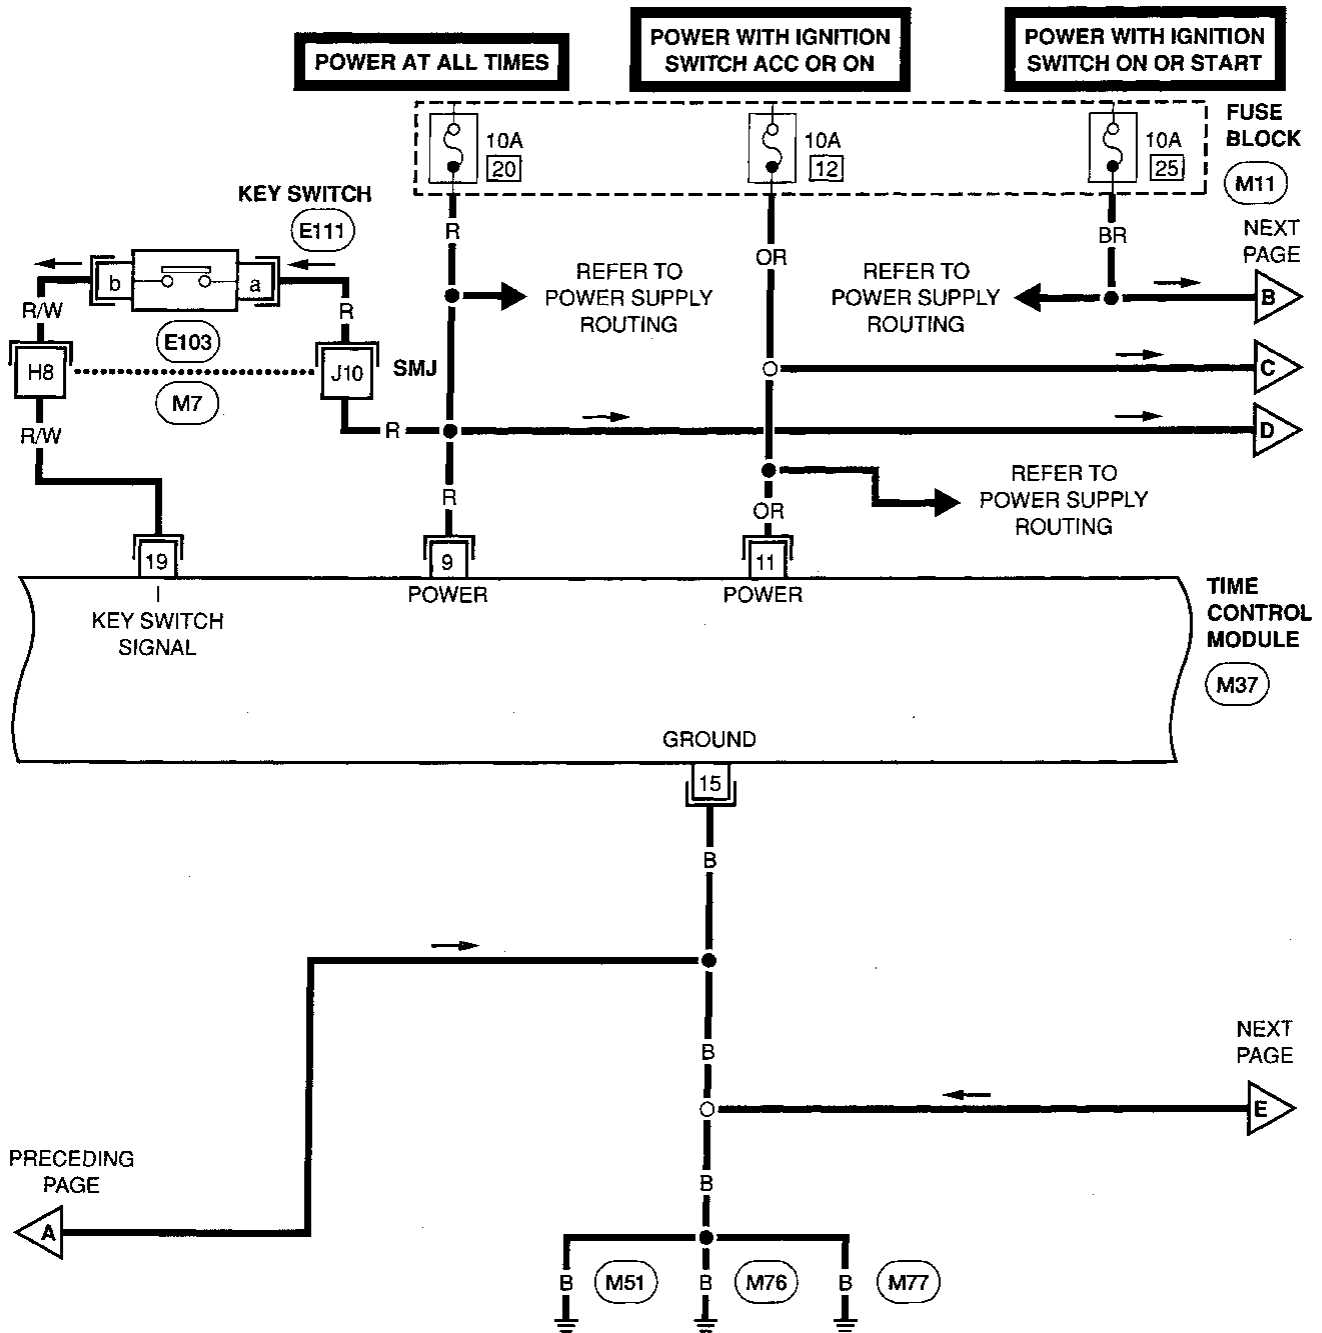 POWER AT ALL TIMES
POWER WITH IGNITION
SWITCH ACC OR ON
POWER WITH IGNITION
SWITCH ON OR START
10A
20
10A
12
10A
25
FUSE
BLOCK
M11
KEY SWITCH
E111
R
OR
BR
NEXT
PAGE
b
a
REFER TO
POWER SUPPLY
ROUTING
REFER TO
POWER SUPPLY
ROUTING
B
R/W
R
E103
H8
J10
SMJ
C
M7
R/W
R
D
R
OR
REFER TO
POWER SUPPLY
ROUTING
19
9
11
I
KEY SWITCH
SIGNAL
POWER
POWER
TIME
CONTROL
MODULE
M37
GROUND
15
B
B
NEXT
PAGE
E
PRECEDING
PAGE
A
B
B
M51
B
M76
B
M77